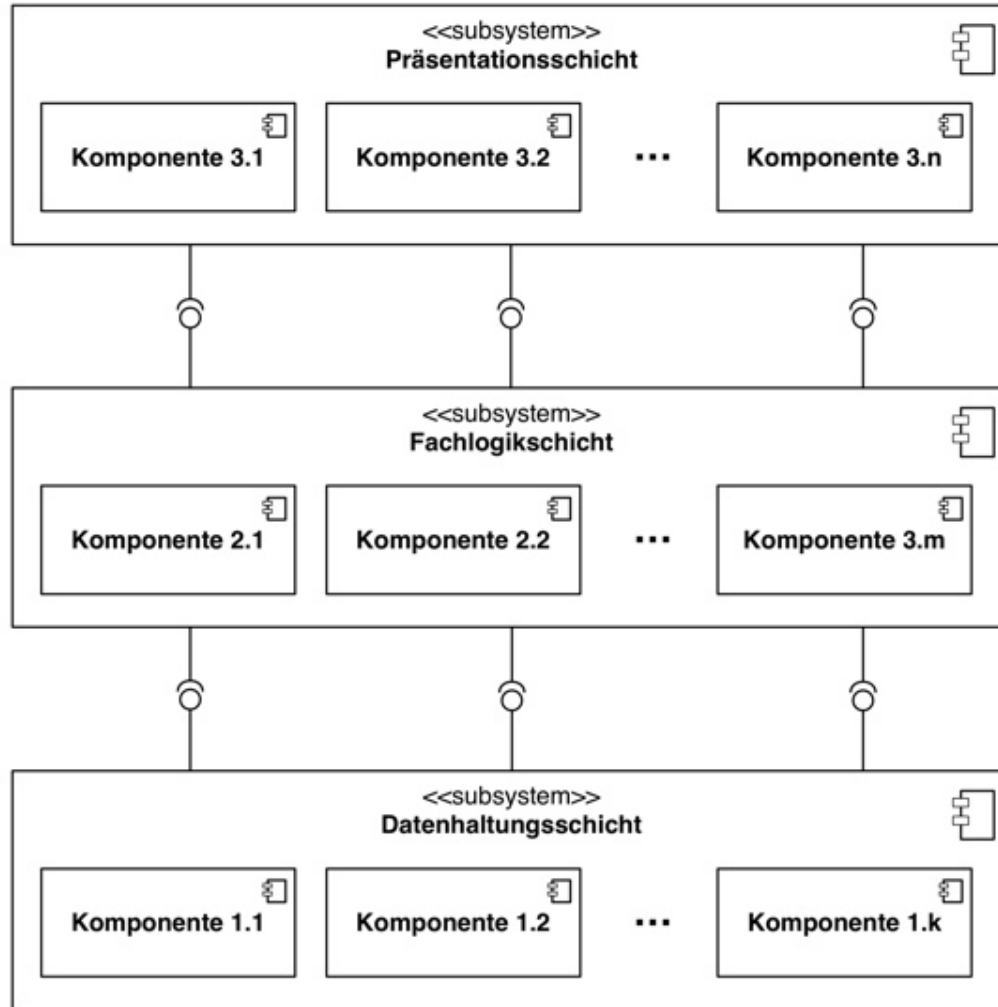 <<subsystem>>
Präsentationsschicht
Komponente 3.1
Komponente 3.2
...
Komponente 3.n
<<subsystem>>
Fachlogikschicht
Komponente 2.1
Komponente 2.2
...
Komponente 3.m
<<subsystem>>
Datenhaltungsschicht
Komponente 1.1
Komponente 1.2
...
Komponente 1.k